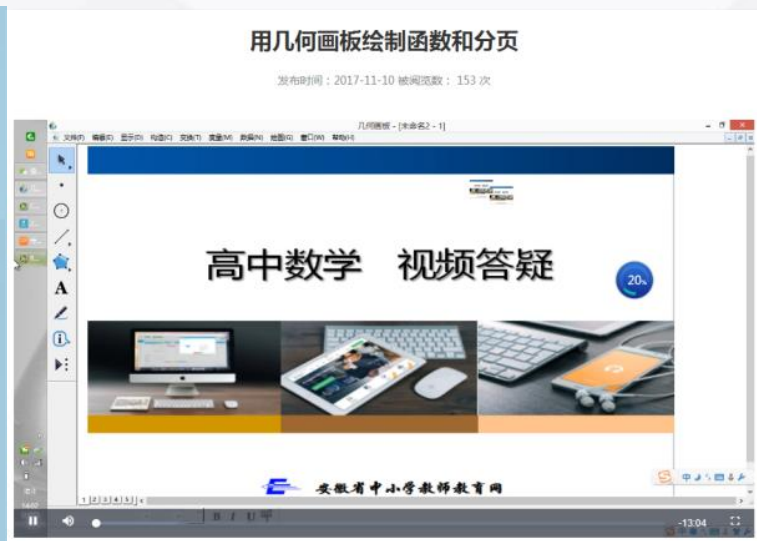 用几何画板绘制函数和分页
发布时间：2017-11-10 被阅览数： 153 次
几何画板 - [未命名2 - 1]
文件(F) 编辑(E) 显示(D) 构造(C) 变换(T) 度量(M) 数据(N) 绘图(G) 窗口(W) 帮助(H)
高中数学 视频答疑
20%
A
安徽省中小学教师教育网
中
1 2 3 4 5
B I U
-13:04